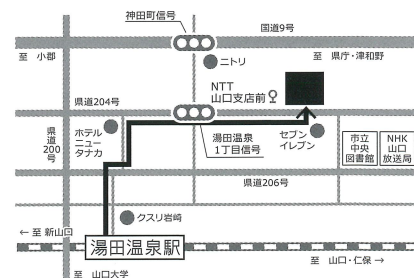 神田町信号
国道9号
至 小郡
ニトリ
至 県庁・津和野
NTT
山口支店前
県道204号
県道
200号
ホテル
ニュー
タナカ
湯田温泉
1丁目信号
セブン
イレブン
市立
中央
図書館
NHK
山口
放送局
県道206号
クスリ岩崎
← 至 新山口
湯田温泉駅
至 山口・仁保 →
至 山口大学